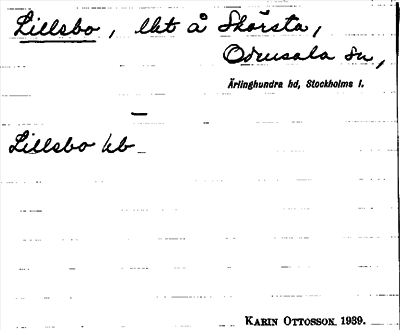 Lillsbo, lht å Skörsta,
Odensala sn,
Ärlinghundra hd, Stockholms l.
—
Lillsbo hb
KARIN OTTOSSON. 1939.